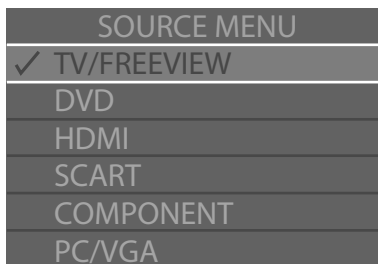 SOURCE MENU
✓ TV/FREEVIEW
DVD
HDMI
SCART
COMPONENT
PC/VGA